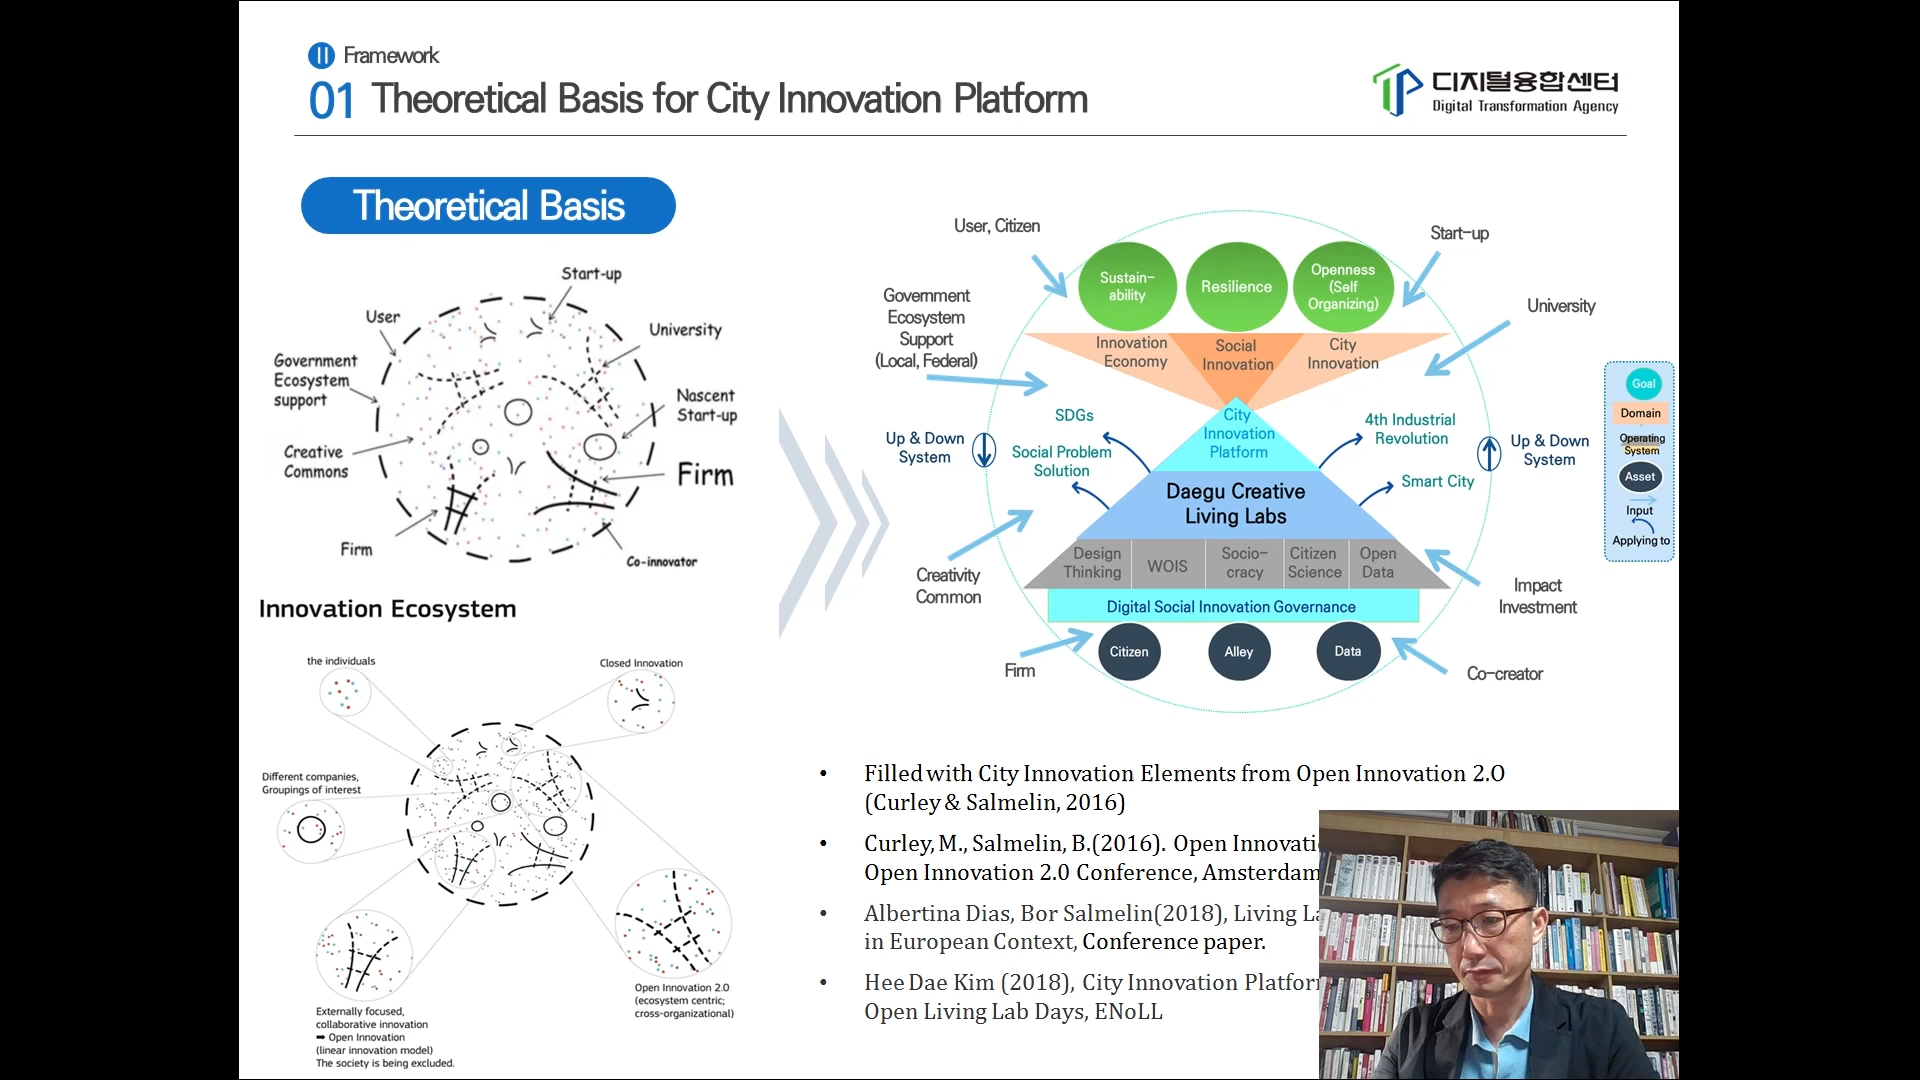 II Framework
01 Theoretical Basis for City Innovation Platform
디지털융합센터
Digital Transformation Agency
Theoretical Basis
Start-up
User
University
Government
Ecosystem
support
Nascent
Start-up
Creative
Commons
Firm
Firm
Co-innovator
Innovation Ecosystem
the individuals
Closed Innovation
Different companies,
Groupings of interest
Externally focused,
collaborative innovation
➡ Open Innovation
(linear innovation model)
The society is being excluded.
Open Innovation 2.0
(ecosystem centric;
cross-organizational)
User, Citizen
Start-up
Government
Ecosystem
Support
(Local, Federal)
University
Sustain-
ability
Resilience
Openness
(Self
Organizing)
Innovation
Economy
Social
Innovation
City
Innovation
SDGs
Social Problem
Solution
City
Innovation
Platform
4th Industrial
Revolution
Smart City
Up & Down
System
Up & Down
System
Daegu Creative
Living Labs
Design
Thinking
WOIS
Socio-
cracy
Citizen
Science
Open
Data
Digital Social Innovation Governance
Citizen
Alley
Data
Creativity
Common
Firm
Impact
Investment
Co-creator
Goal
Domain
Operating
System
Asset
Input
Applying to
• Filled with City Innovation Elements from Open Innovation 2.O
(Curley & Salmelin, 2016)
• Curley, M., Salmelin, B.(2016). Open Innovati
Open Innovation 2.0 Conference, Amsterdam
• Albertina Dias, Bor Salmelin(2018), Living La
in European Context, Conference paper.
• Hee Dae Kim (2018), City Innovation Platfor
Open Living Lab Days, ENoLL